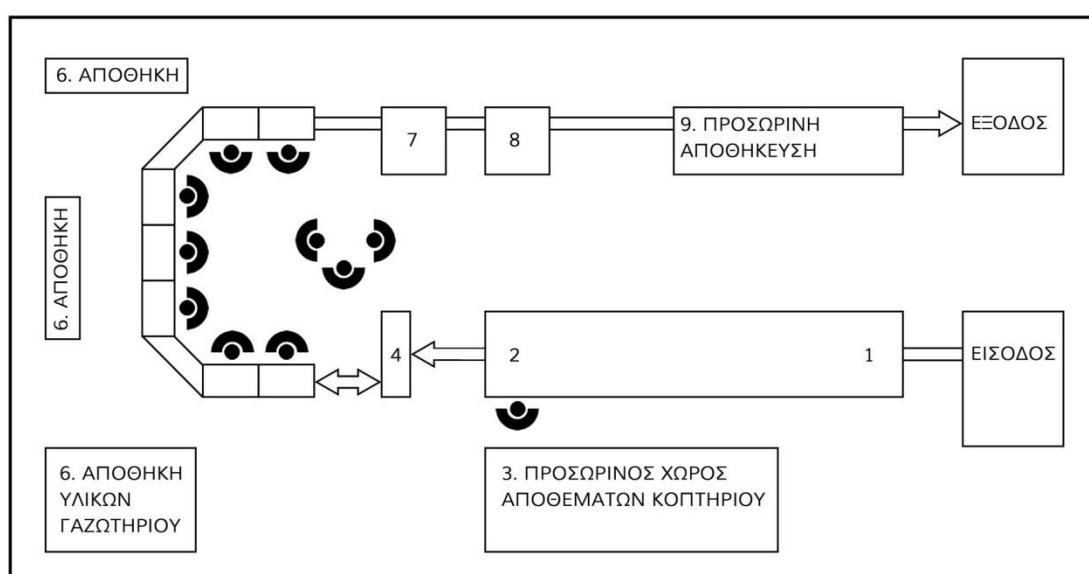 6. ΑΠΟΘΗΚΗ
7
8
9. ΠΡΟΣΩΡΙΝΗ
ΑΠΟΘΗΚΕΥΣΗ
ΕΞΟΔΟΣ
6. ΑΠΟΘΗΚΗ
4
2
1
ΕΙΣΟΔΟΣ
6. ΑΠΟΘΗΚΗ
ΥΛΙΚΩΝ
ΓΑΖΩΤΗΡΙΟΥ
3. ΠΡΟΣΩΡΙΝΟΣ ΧΩΡΟΣ
ΑΠΟΘΕΜΑΤΩΝ ΚΟΠΤΗΡΙΟΥ